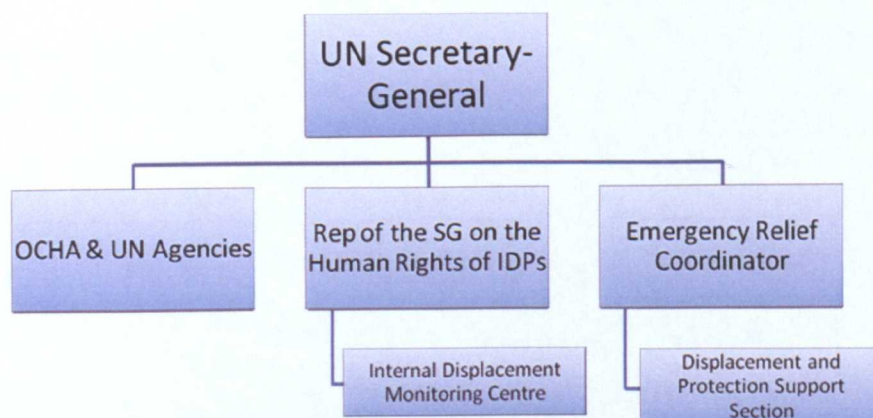 UN Secretary-
General
OCHA & UN Agencies
Rep of the SG on the
Human Rights of IDPs
Emergency Relief
Coordinator
Internal Displacement
Monitoring Centre
Displacement and
Protection Support
Section